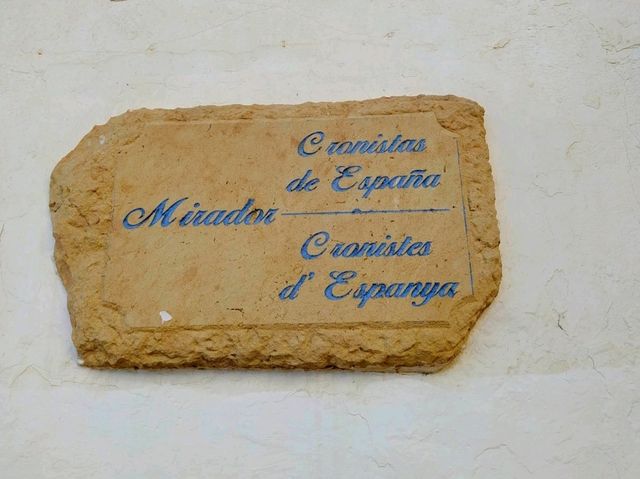 Cronistas
de España
Mirador
Cronistes
d' Espanya